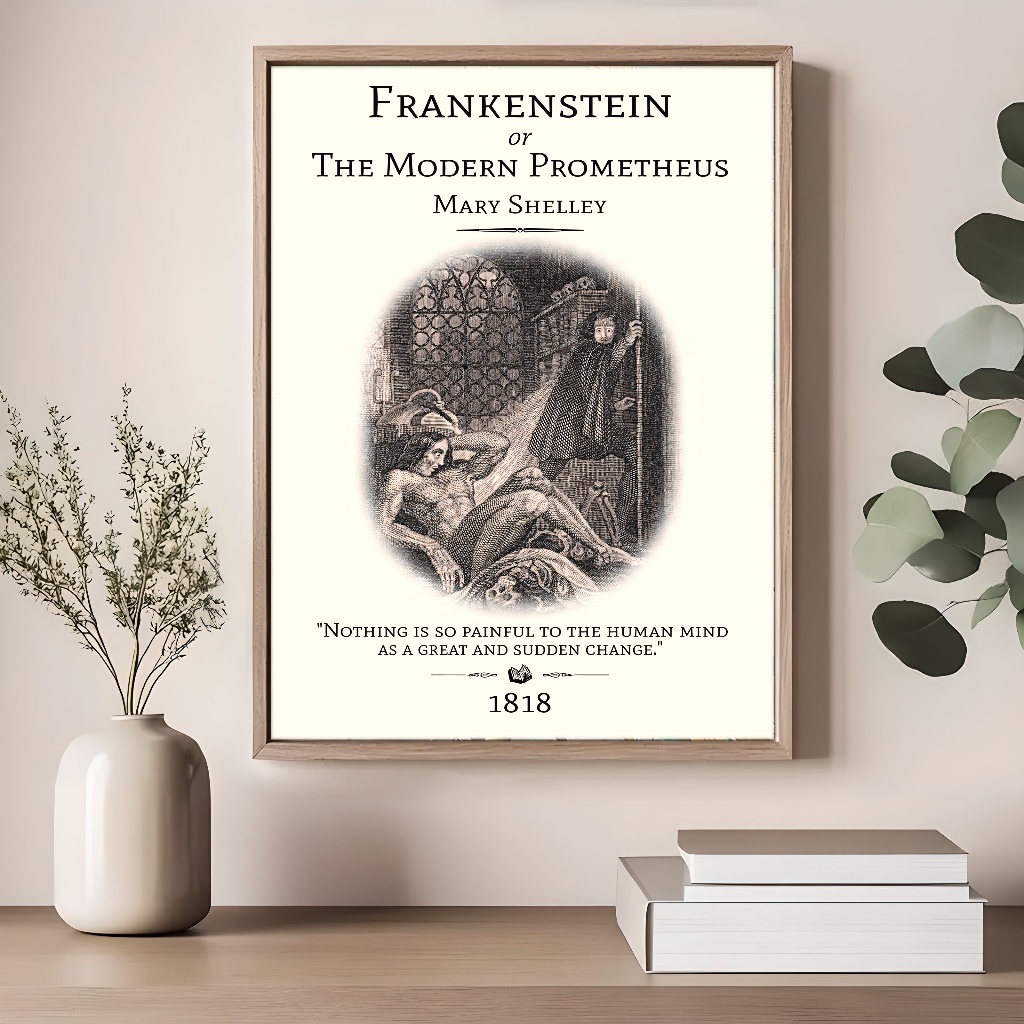 Frankenstein
or
The Modern Prometheus
Mary Shelley
"Nothing is so painful to the human mind
as a great and sudden change."
1818